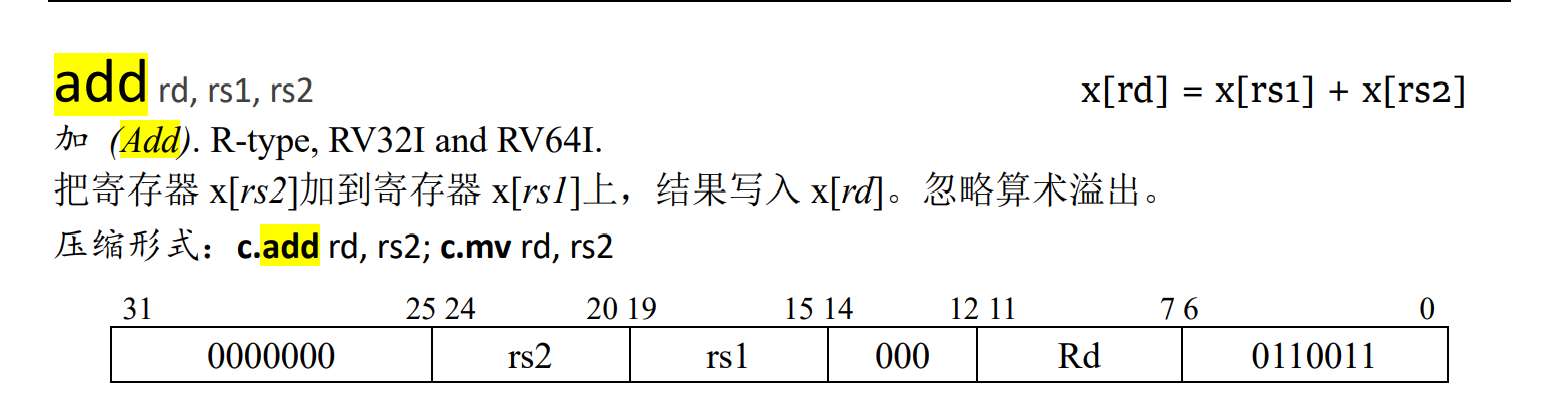 add rd, rs1, rs2 x[rd] = x[rs1] + x[rs2]
加 (Add). R-type, RV32I and RV64I.
把寄存器 x[rs2]加到寄存器 x[rs1]上，结果写入 x[rd]。忽略算术溢出。
压缩形式：c.add rd, rs2; c.mv rd, rs2
31 25 24 20 19 15 14 12 11 7 6 0
0000000 rs2 rs1 000 Rd 0110011